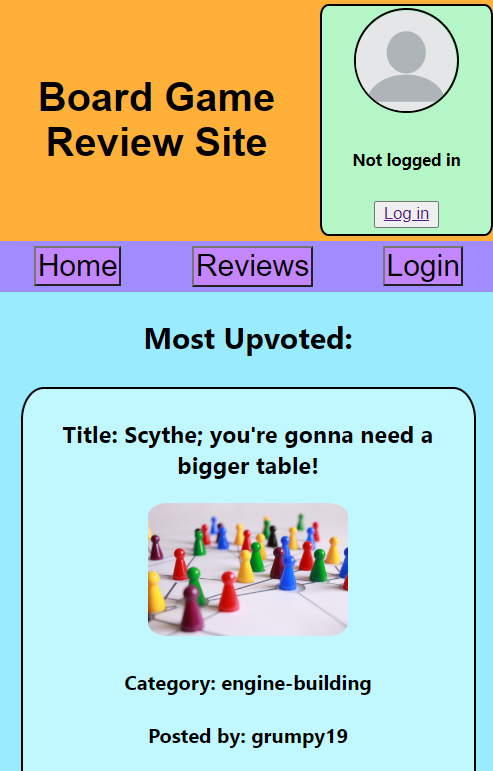 Board Game
Review Site
Not logged in
Log in
Home
Reviews
Login
Most Upvoted:
Title: Scythe; you're gonna need a
bigger table!
Category: engine-building
Posted by: grumpy19